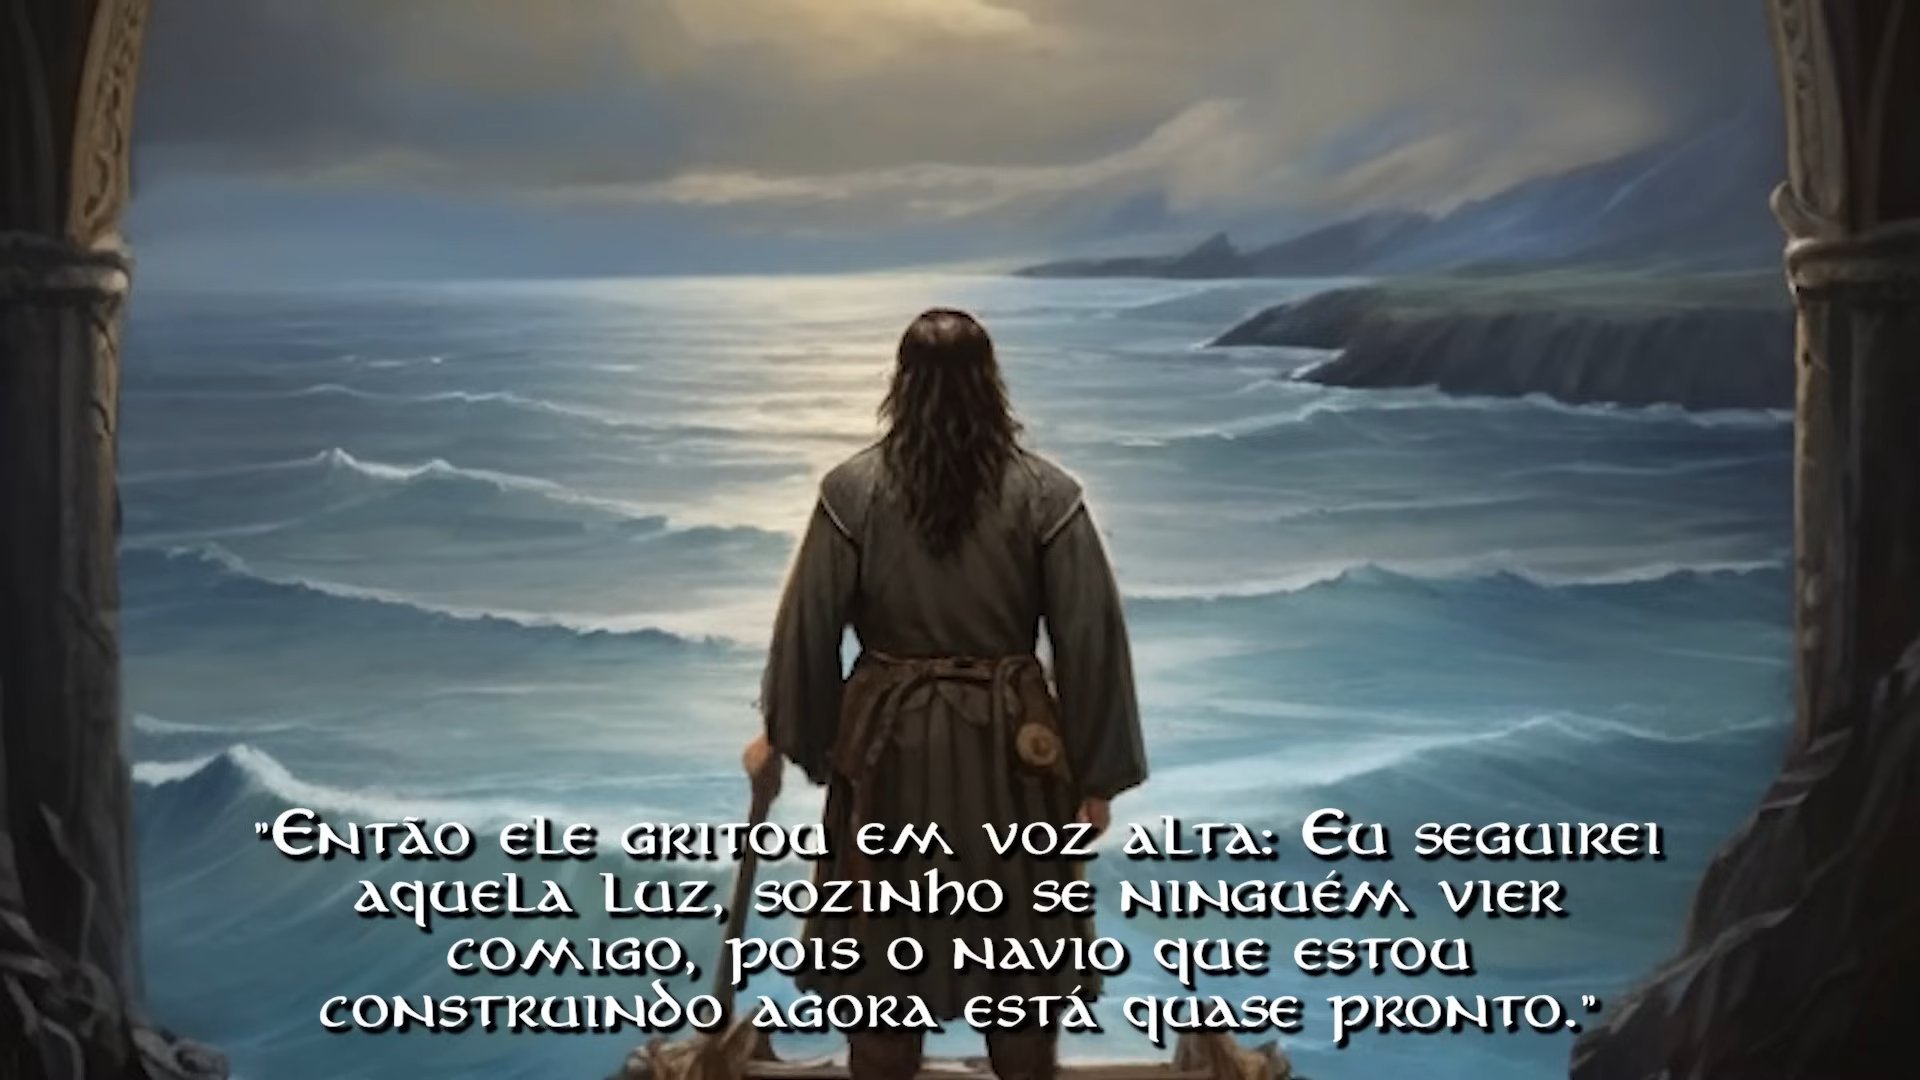 "Então ele gritou em voz alta: Eu seguirei
aquela luz, sozinho se ninguém vier
comigo, pois o navio que estou
construindo agora está quase pronto."